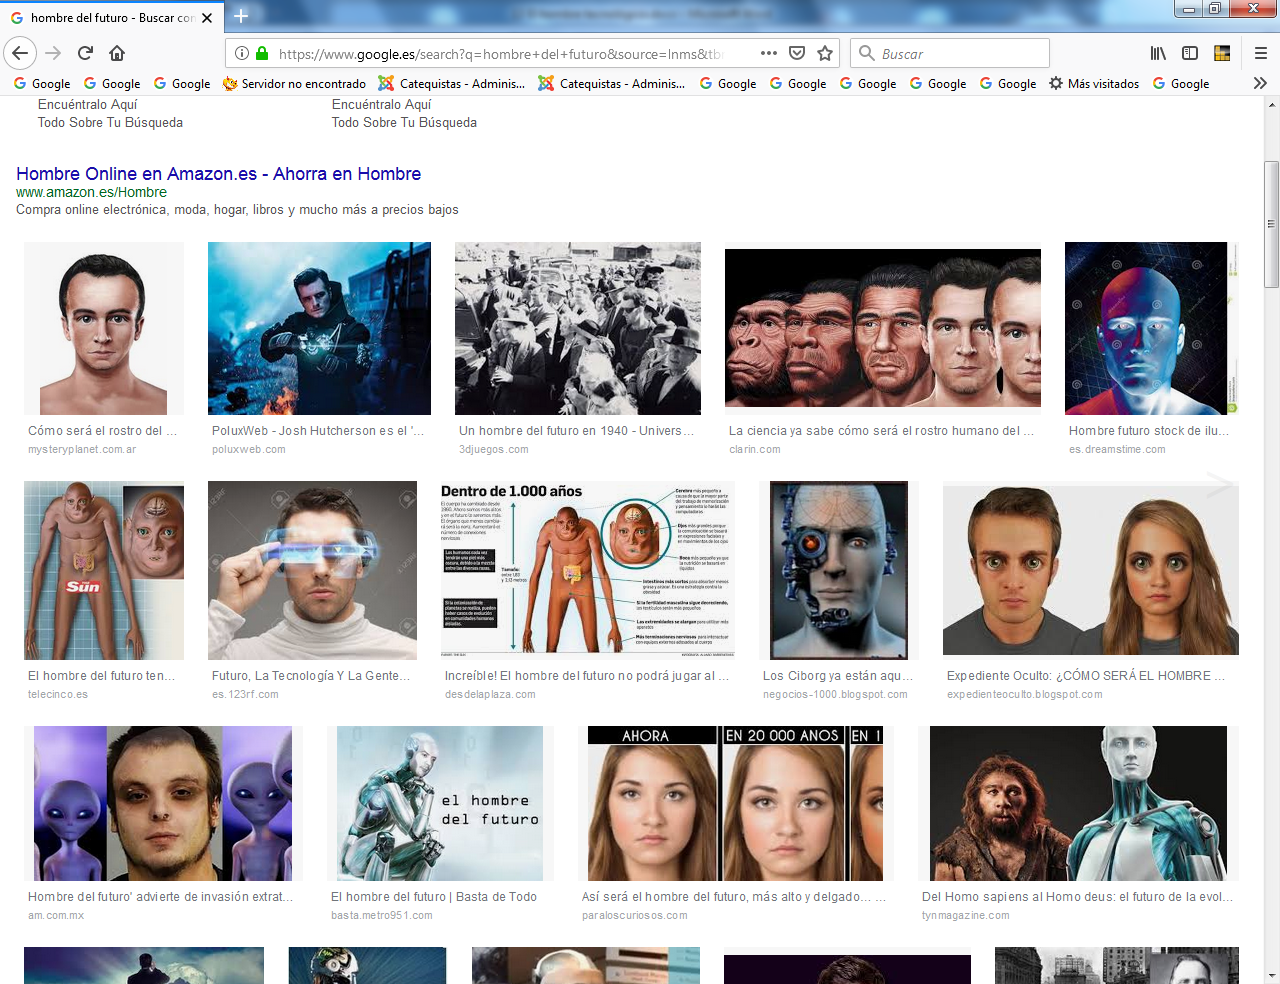 hombre del futuro - Buscar con
https://www.google.es/search?q=hombre+del+futuro&source=lnms&tb
Buscar
Google
Google
Google
Servidor no encontrado
Catequistas - Adminis...
Catequistas - Adminis...
Google
Google
Google
Google
Google
Más visitados
Google
Encuéntralo Aquí
Todo Sobre Tu Búsqueda
Encuéntralo Aquí
Todo Sobre Tu Búsqueda
Hombre Online en Amazon.es - Ahorra en Hombre
www.amazon.es/Hombre
Compra online electrónica, moda, hogar, libros y mucho más a precios bajos
Cómo será el rostro del ...
mysteryplanet.com.ar
PoluxWeb - Josh Hutcherson es el '...
poluxweb.com
Un hombre del futuro en 1940 - Univers...
3djuegos.com
La ciencia ya sabe cómo será el rostro humano del ...
clarin.com
Hombre futuro stock de ilu...
es.dreamstime.com
Sun
Dentro de 1.000 años
El hombre del futuro ten...
telecinco.es
Futuro, La Tecnología Y La Gente...
es.123rf.com
Increíble! El hombre del futuro no podrá jugar al ...
desdelaplaza.com
Los Ciborg ya están aqu...
negocios-1000.blogspot.com
Expediente Oculto: ¿CÓMO SERÁ EL HOMBRE ...
expedienteoculto.blogspot.com
el hombre
del futuro
AHORA
EN 20 000 AÑOS
EN 1
Hombre del futuro' advierte de invasión extrat...
am.com.mx
El hombre del futuro | Basta de Todo
basta.metro951.com
Así será el hombre del futuro, más alto y delgado... ...
paraloscuriosos.com
Del Homo sapiens al Homo deus: el futuro de la evol...
tynmagazine.com